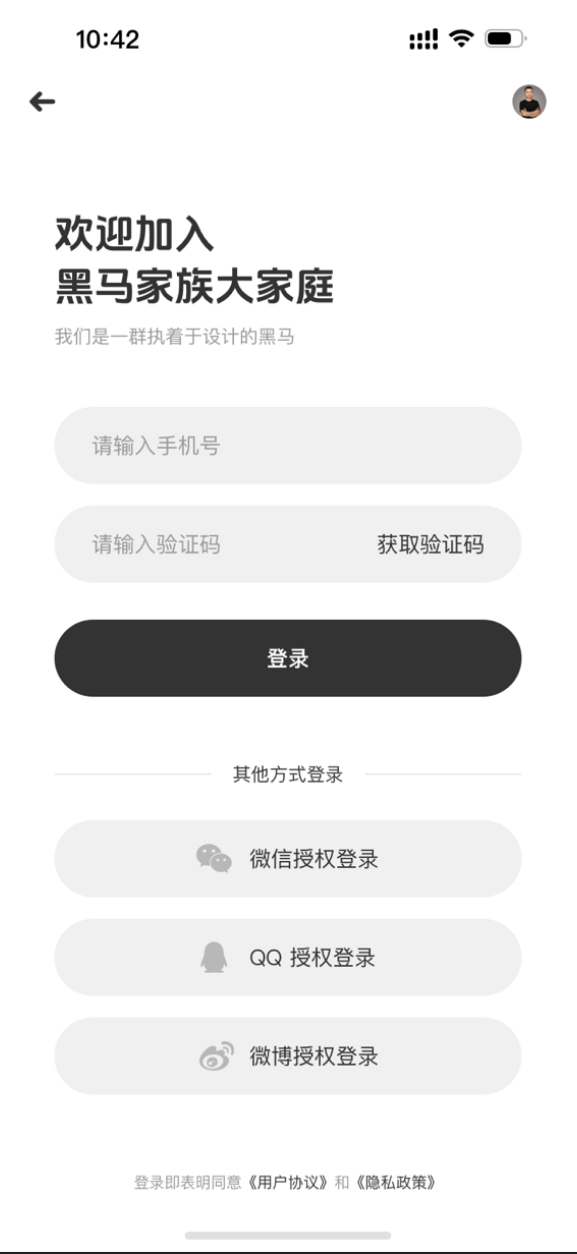 10:42
欢迎加入
黑马家族大家庭
我们是一群执着于设计的黑马
请输入手机号
请输入验证码 获取验证码
登录
其他方式登录
微信授权登录
QQ 授权登录
微博授权登录
登录即表明同意《用户协议》和《隐私政策》